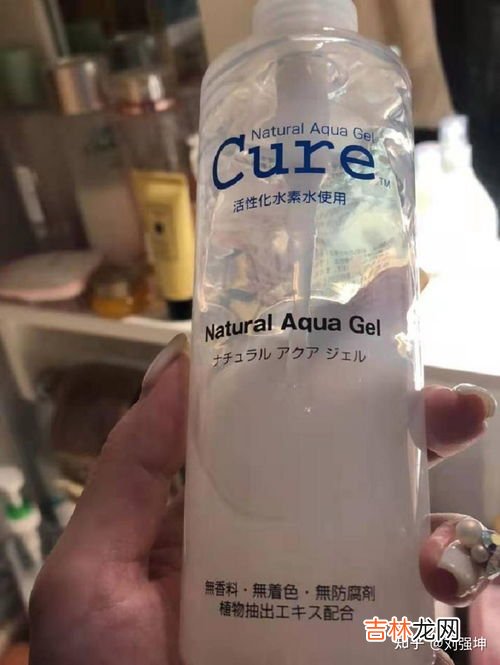 Natural Aqua Gel
Cure™
活性化水素水使用
Natural Aqua Gel
ナチュラル アクア ジェル
無香料・無着色・無防腐剤
植物抽出エキス配合
知乎 @刘强坤
吉林龙网